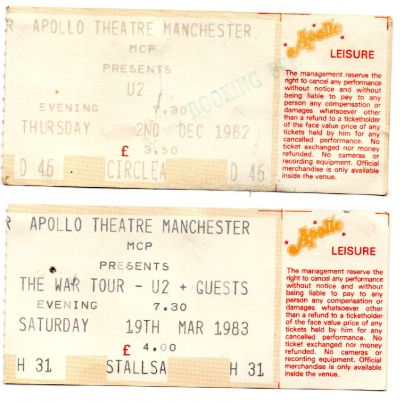 R APOLLO THEATRE MANCHESTER
MCP
PRESENTS
U2
EVENING 7.30
THURSDAY 2ND DEC 1982
£ 3.50
D 46 CIRCLEA D 46
BOOKING
Apollo
LEISURE
The management reserve the
right to cancel any performance
without notice and without
being liable to pay to any
person any compensation or
damages whatsoever other
than to refund to a ticketholder
of the face value price of any
tickets held by him for any
cancelled performance. No
ticket exchanged nor money
refunded. No cameras or
recording equipment. Official
merchandise is only available
inside the venue.
R APOLLO THEATRE MANCHESTER
MCP
PRESENTS
THE WAR TOUR - U2 + GUESTS
EVENING 7.30
SATURDAY 19TH MAR 1983
£ 4.00
H 31 STALLSA H 31
Apollo
LEISURE
The management reserve the
right to cancel any performance
without notice and without
being liable to pay to any
person any compensation or
damages whatsoever other
than to refund to a ticketholder
of the face value price of any
tickets held by him for any
cancelled performance. No
ticket exchanged nor money
refunded. No cameras or
recording equipment. Official
merchandise is only available
inside the venue.